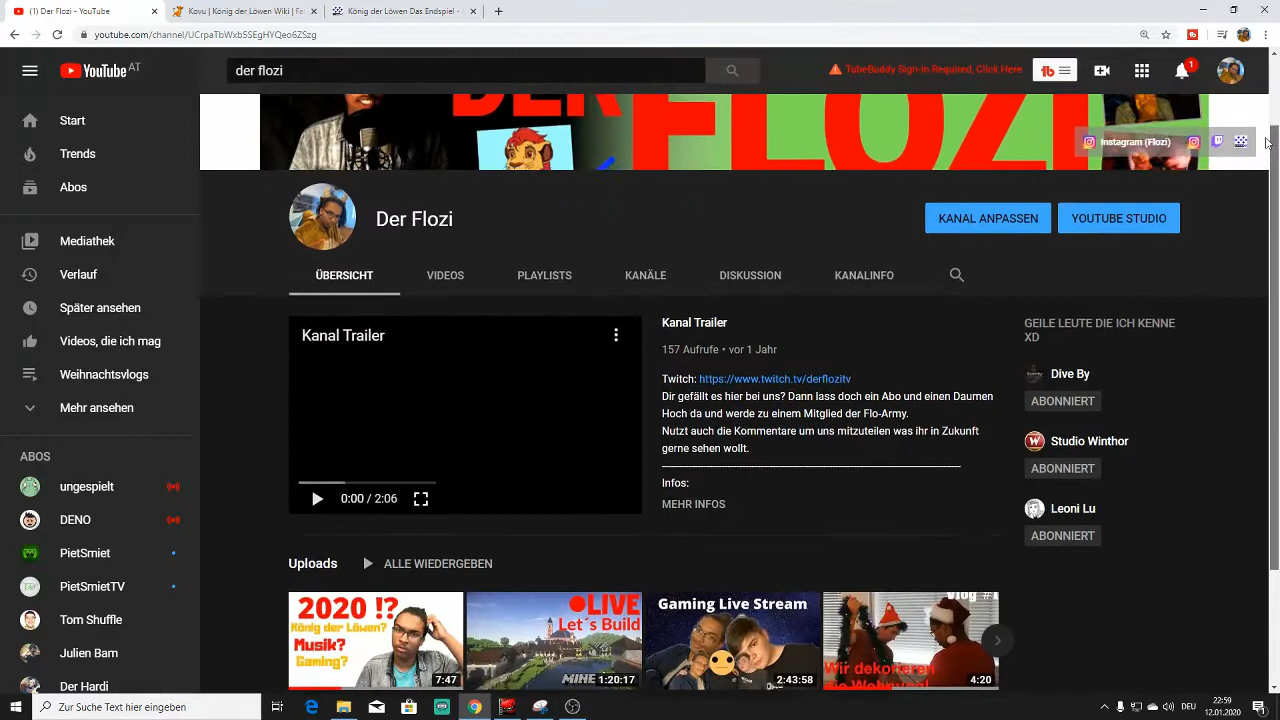 (1) Der Flozi - YouTube
Kovu | König der Löwen Wiki | Fa
König der Löwen Das Endspiel -
youtube.com/channel/UCrpaTbWxb5SEgHYQeo6ZSzg
YouTube AT
der flozi
TubeBuddy Sign-in Required, Click Here
1
Start
Trends
Abos
Mediathek
Verlauf
Später ansehen
Videos, die ich mag
Weihnachtsvlogs
Mehr ansehen
ABOS
ungespielt
DENO
PietSmiet
PietSmietTV
Tom Shuffle
Julien Bam
Der Hardi
DER
FLOZI
Instagram (Flozi)
Der Flozi
KANAL ANPASSEN
YOUTUBE STUDIO
ÜBERSICHT
VIDEOS
PLAYLISTS
KANÄLE
DISKUSSION
KANALINFO
Kanal Trailer
0:00 / 2:06
Kanal Trailer
157 Aufrufe • vor 1 Jahr
Twitch: https://www.twitch.tv/derflozitv
Dir gefällt es hier bei uns? Dann lass doch ein Abo und einen Daumen
Hoch da und werde zu einem Mitglied der Flo-Army.
Nutzt auch die Kommentare um uns mitzuteilen was ihr in Zukunft
gerne sehen wollt.
Infos:
MEHR INFOS
GEILE LEUTE DIE ICH KENNE
XD
Dive By
ABONNIERT
Studio Winthor
ABONNIERT
Leoni Lu
ABONNIERT
Uploads
ALLE WIEDERGEBEN
2020 !?
König der Löwen?
Musik?
Gaming?
7:47
LIVE
Let´s Build
MINE
1:20:17
Gaming Live Stream
2:43:58
Vlog #1
Wir dekorieren
die Wohnung!
4:20
Zur Suche Text hier eingeben
DEU
22:59
12.01.2020